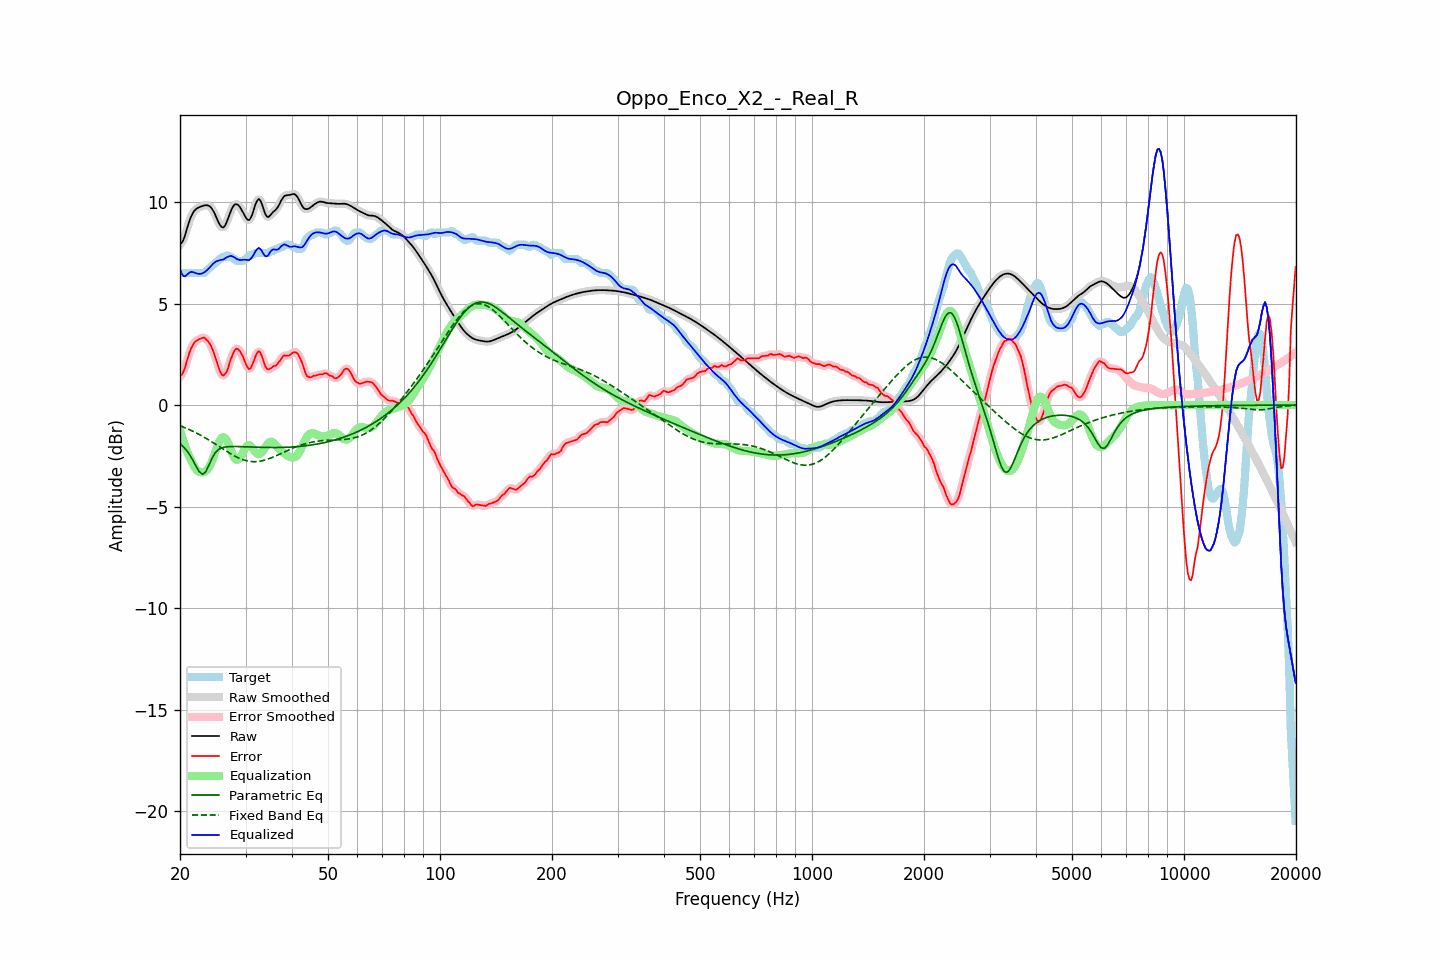 Oppo_Enco_X2_-_Real_R
10
5
0
−5
−10
−15
−20
Amplitude (dBr)
Target
Raw Smoothed
Error Smoothed
Raw
Error
Equalization
Parametric Eq
Fixed Band Eq
Equalized
20 50 100 200 500 1000 2000 5000 10000 20000
Frequency (Hz)